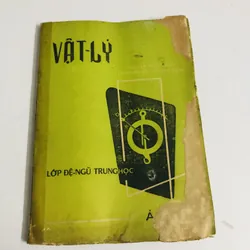 VẬT-LÝ
LỚP ĐỆ-NGŨ TRUNG HỌC